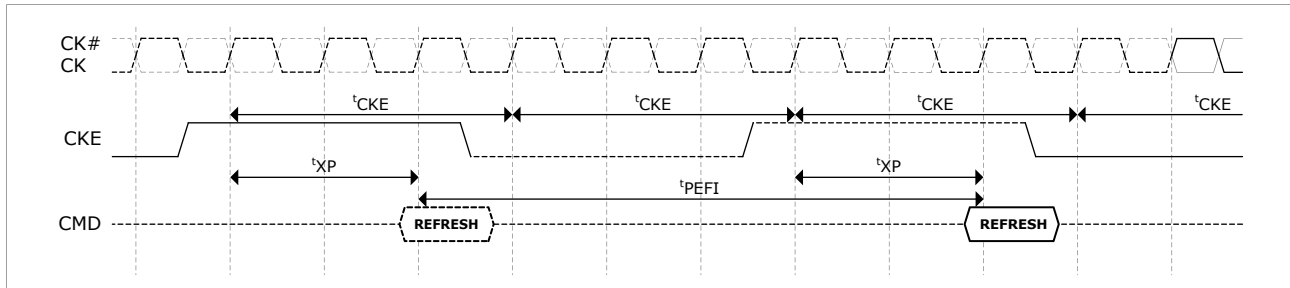 CK#
CK
tCKE tCKE tCKE tCKE
CKE
tXP tXP
tPEFI
CMD REFRESH REFRESH